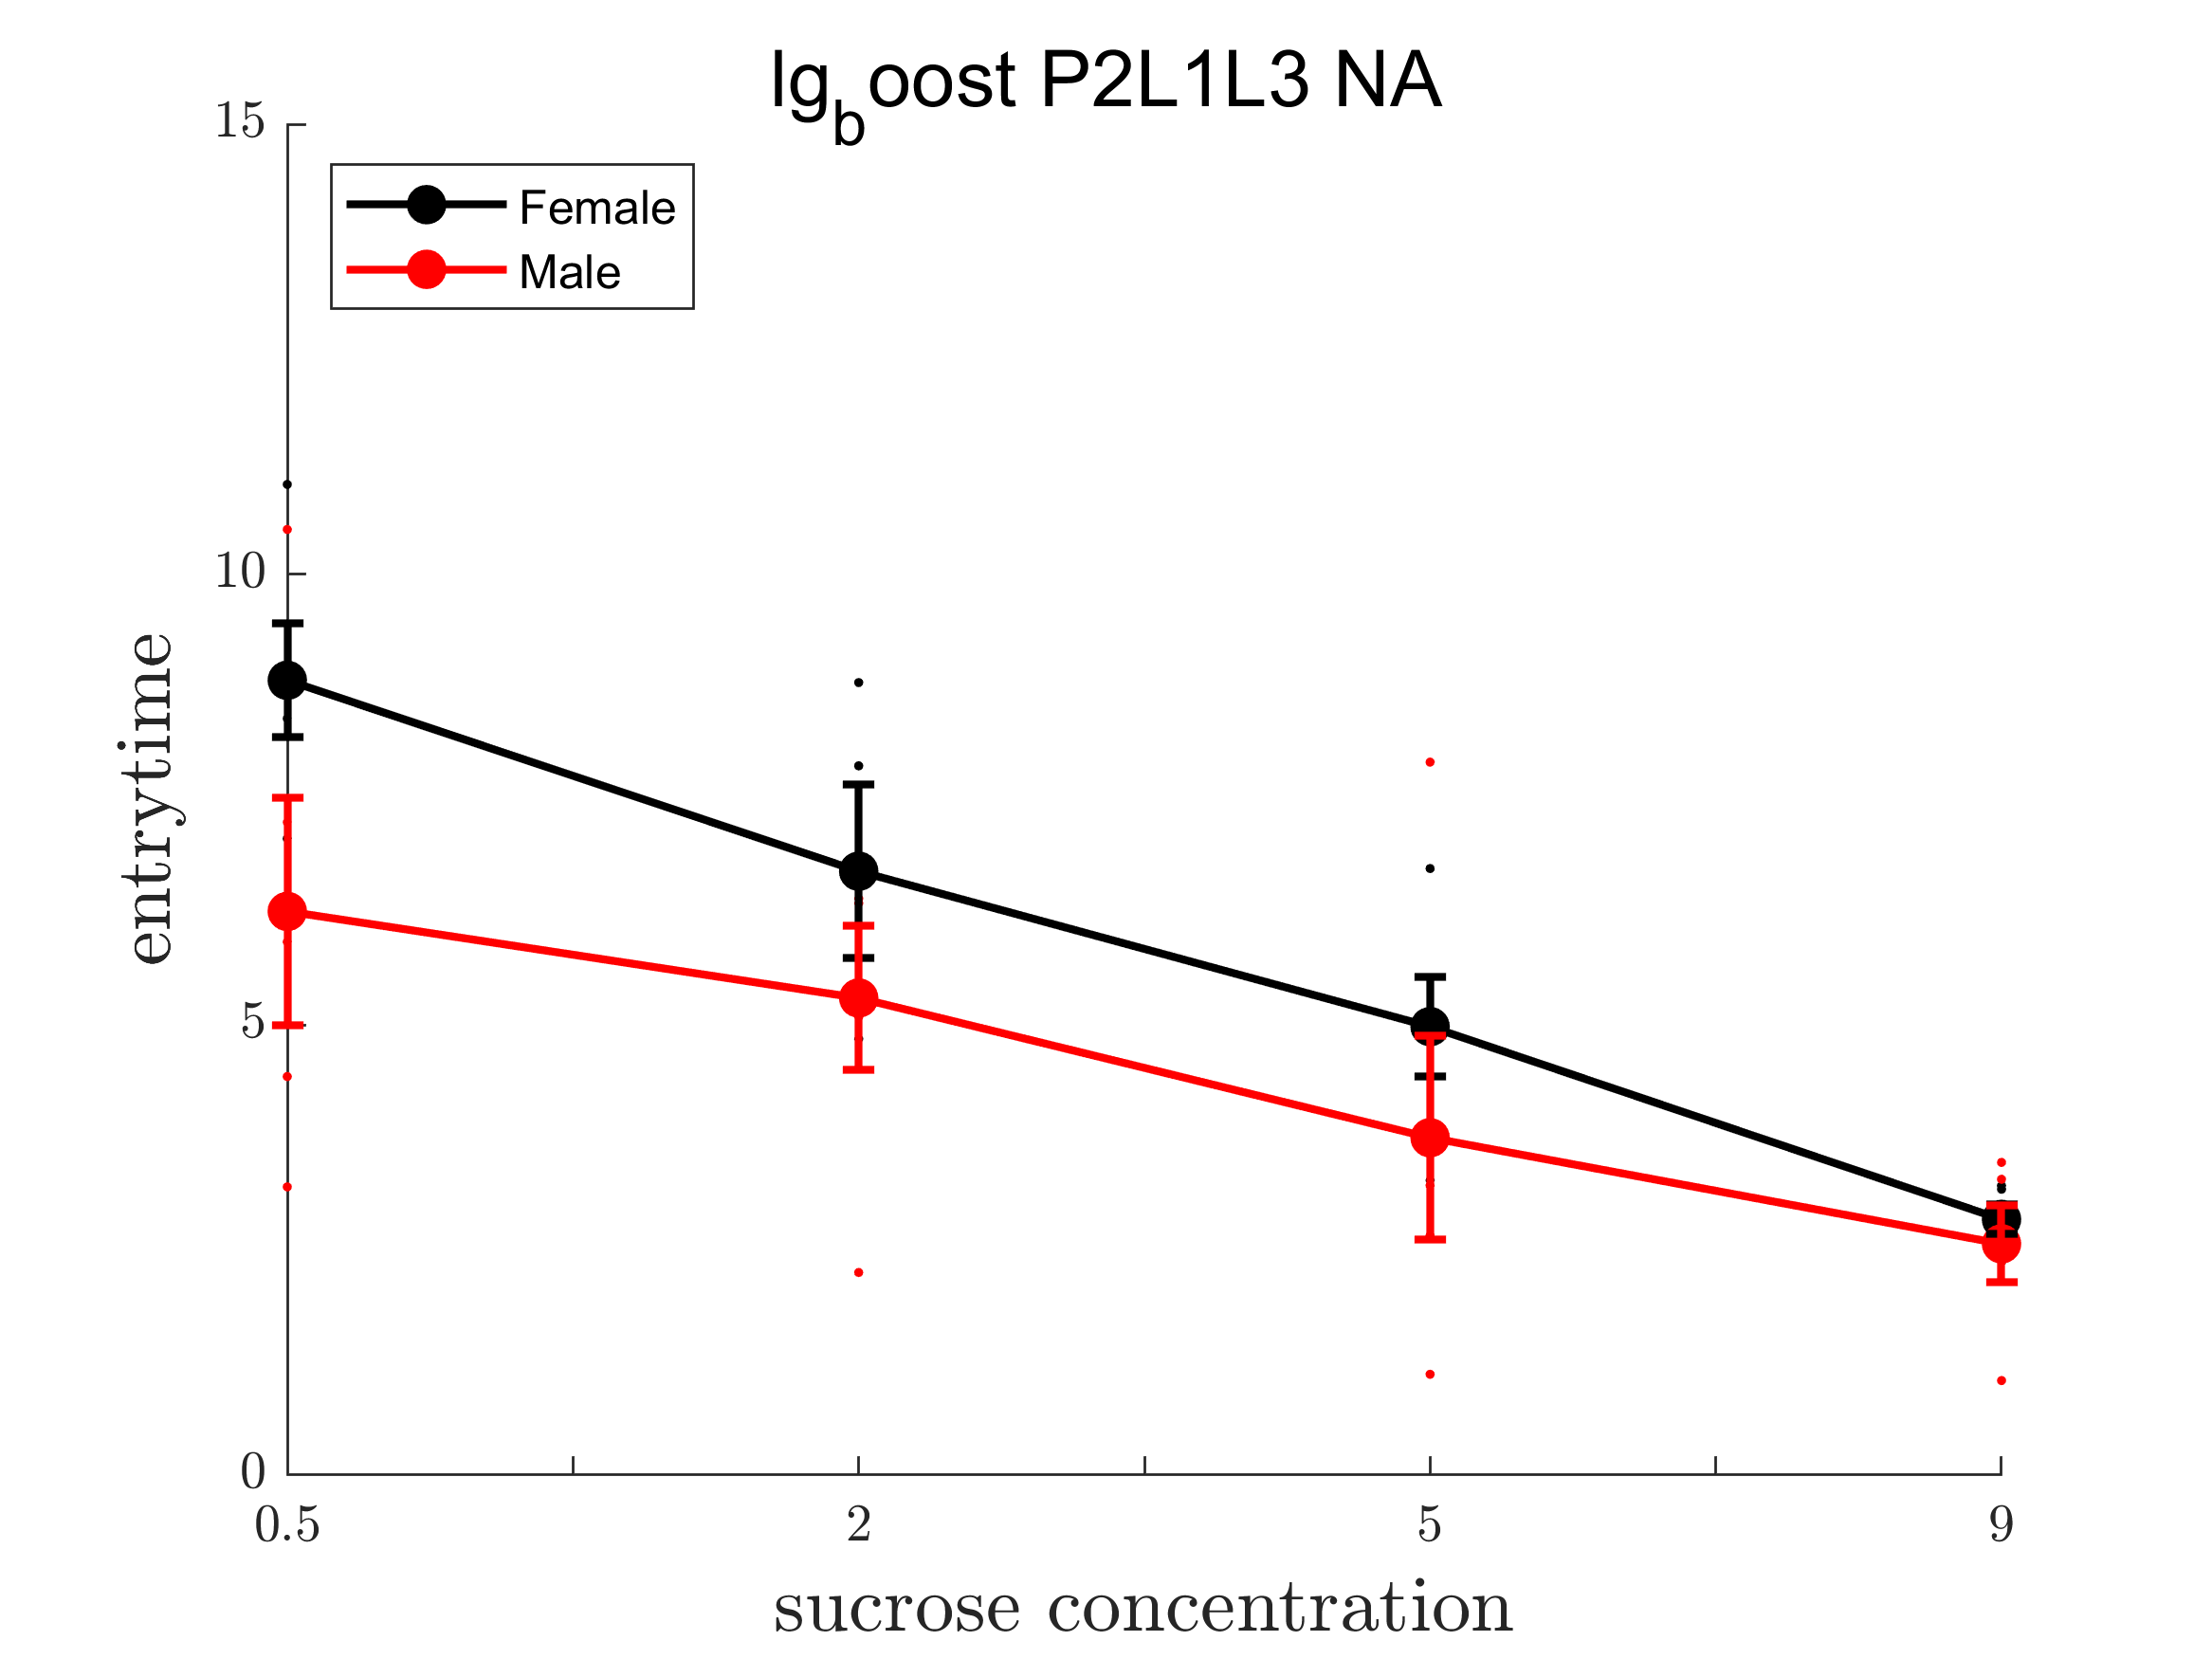 lg_boost P2L1L3 NA
15
Female
Male
10
5
0
entrytime
0.5 2 5 9
sucrose concentration